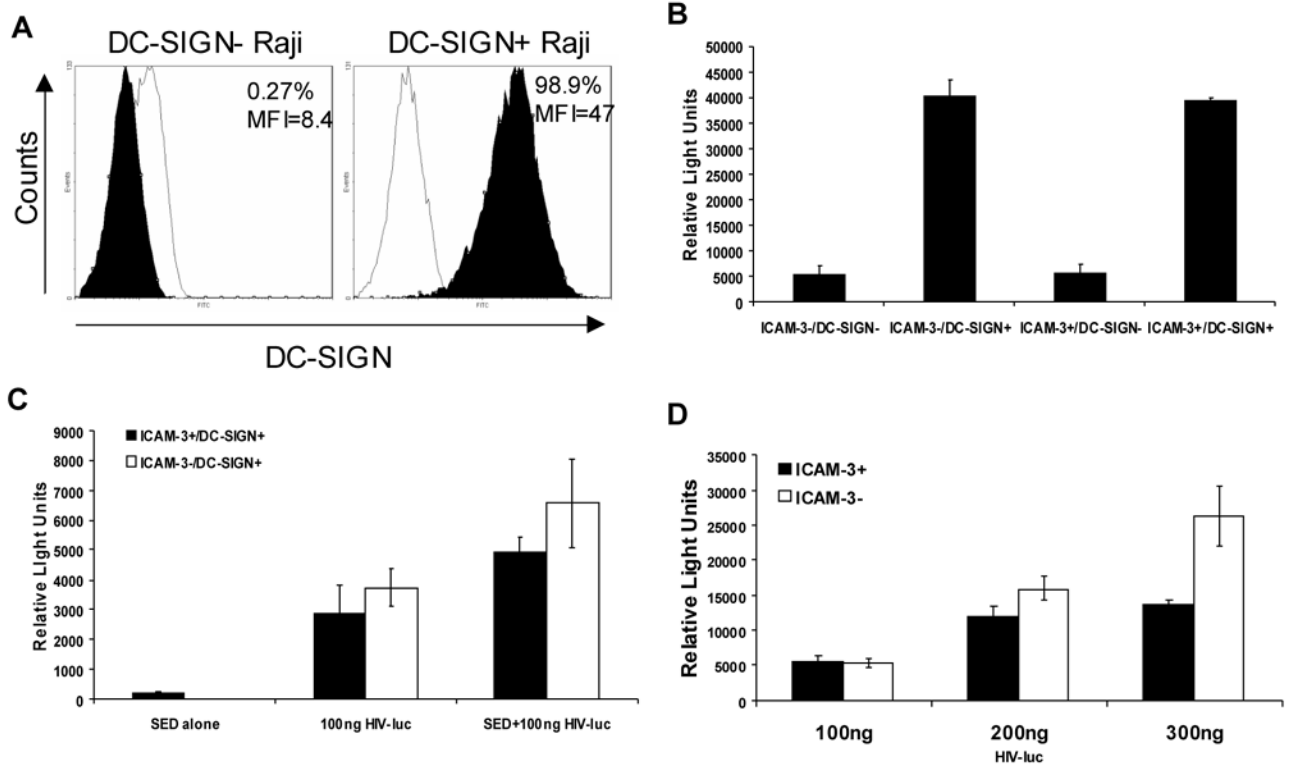 A
DC-SIGN- Raji
DC-SIGN+ Raji
0.27%
MFI=8.4
98.9%
MFI=47
Counts
Events
Events
FITC
FITC
DC-SIGN
B
Relative Light Units
50000
45000
40000
35000
30000
25000
20000
15000
10000
5000
0
ICAM-3-/DC-SIGN- ICAM-3-/DC-SIGN+ ICAM-3+/DC-SIGN- ICAM-3+/DC-SIGN+
C
Relative Light Units
9000
8000
7000
6000
5000
4000
3000
2000
1000
0
ICAM-3+/DC-SIGN+
ICAM-3-/DC-SIGN+
SED alone 100ng HIV-luc SED+100ng HIV-luc
D
Relative Light Units
35000
30000
25000
20000
15000
10000
5000
0
ICAM-3+
ICAM-3-
100ng 200ng 300ng
HIV-luc